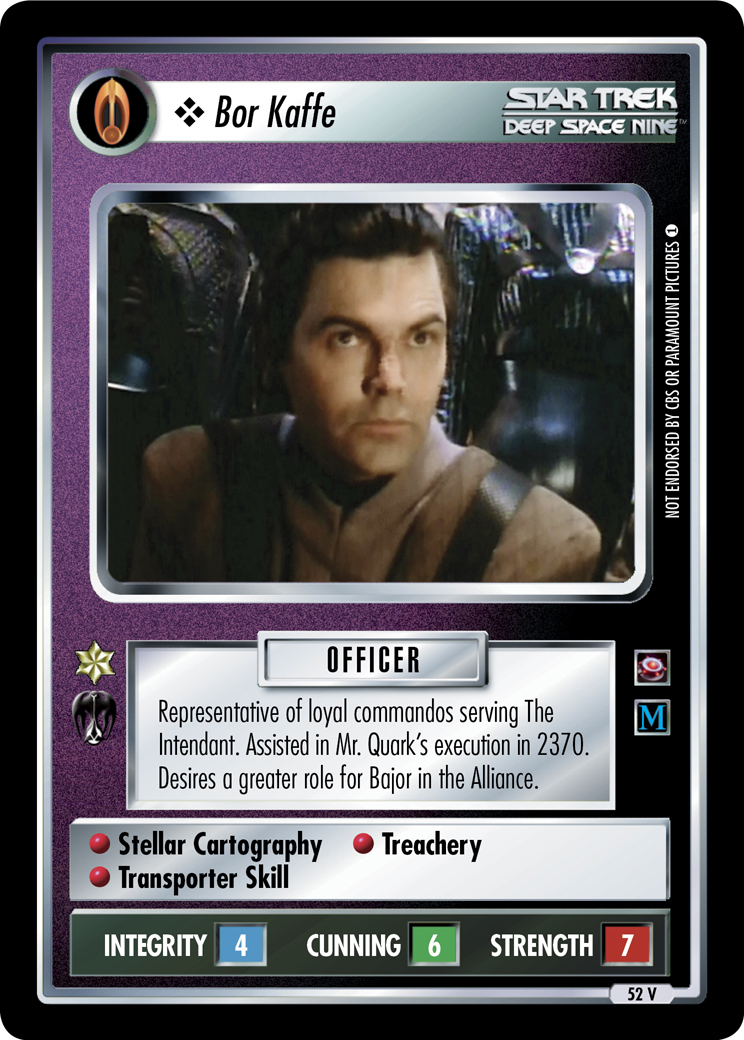 ❖ Bor Kaffe
STAR TREK
DEEP SPACE NINE™
NOT ENDORSED BY CBS OR PARAMOUNT PICTURES 1
OFFICER
Representative of loyal commandos serving The
Intendant. Assisted in Mr. Quark's execution in 2370.
Desires a greater role for Bajor in the Alliance.
M
Stellar Cartography
Treachery
Transporter Skill
INTEGRITY 4 CUNNING 6 STRENGTH 7
52 V